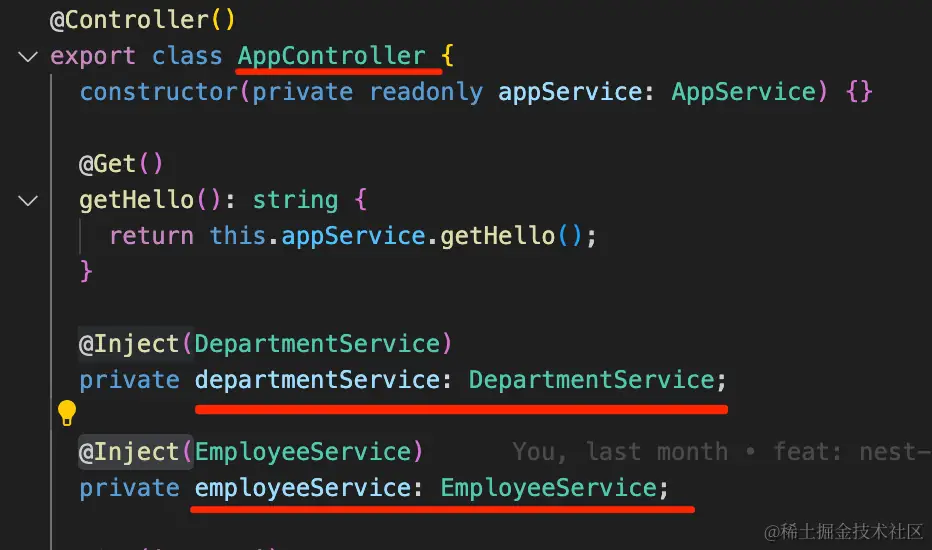 @Controller()
export class AppController {
constructor(private readonly appService: AppService) {}
@Get()
getHello(): string {
return this.appService.getHello();
}
@Inject(DepartmentService)
private departmentService: DepartmentService;
@Inject(EmployeeService) You, last month • feat: nest-
private employeeService: EmployeeService;
@稀土掘金技术社区